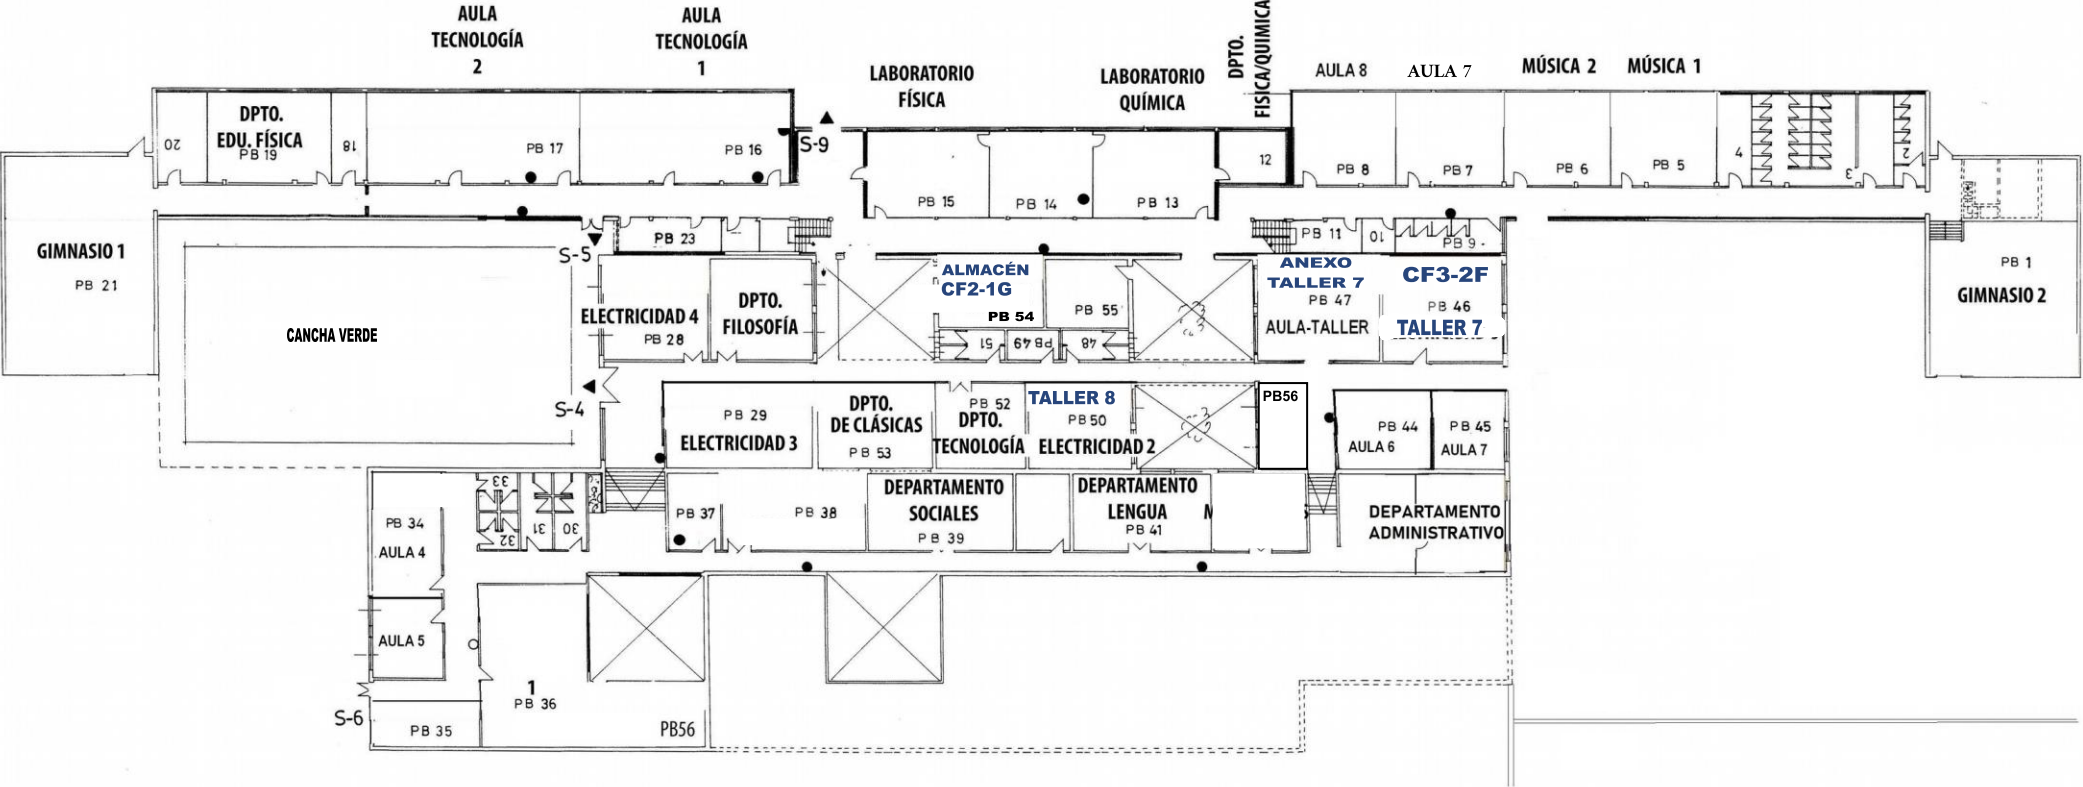 AULA
TECNOLOGÍA
2
AULA
TECNOLOGÍA
1
LABORATORIO
FÍSICA
LABORATORIO
QUÍMICA
DPTO.
FISICA/QUIMICA
AULA 8
AULA 7
MÚSICA 2
MÚSICA 1
20
DPTO.
EDU. FÍSICA
PB 19
18
PB 17
PB 16
S-9
PB 15
PB 14
PB 13
12
PB 8
PB 7
PB 6
PB 5
4
3
2
GIMNASIO 1
PB 21
S-5
PB 23
PB 11
10
PB 9
PB 1
GIMNASIO 2
CANCHA VERDE
ELECTRICIDAD 4
PB 28
DPTO.
FILOSOFÍA
ALMACÉN
CF2-1G
PB 54
PB 55
51
PB 49
48
ANEXO
TALLER 7
PB 47
AULA-TALLER
CF3-2F
PB 46
TALLER 7
S-4
PB 29
ELECTRICIDAD 3
DPTO.
DE CLÁSICAS
PB 53
PB 52
DPTO.
TECNOLOGÍA
TALLER 8
PB 50
ELECTRICIDAD 2
PB56
PB 44
AULA 6
PB 45
AULA 7
33
32
31
30
PB 34
AULA 4
PB 37
PB 38
DEPARTAMENTO
SOCIALES
PB 39
DEPARTAMENTO
LENGUA
PB 41
DEPARTAMENTO
ADMINISTRATIVO
AULA 5
1
PB 36
S-6
PB 35
PB56